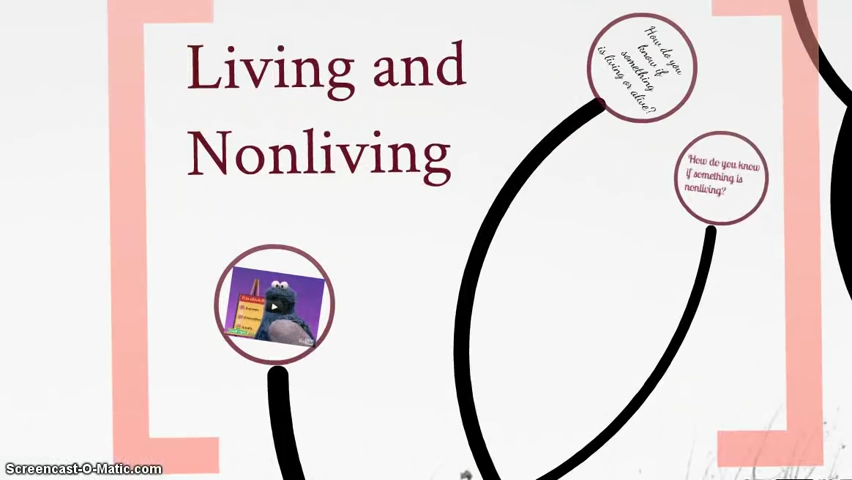 Living and
Nonliving
How do you
know if
something
is living or alive?
How do you know
if something is
nonliving?
Screencast-O-Matic.com